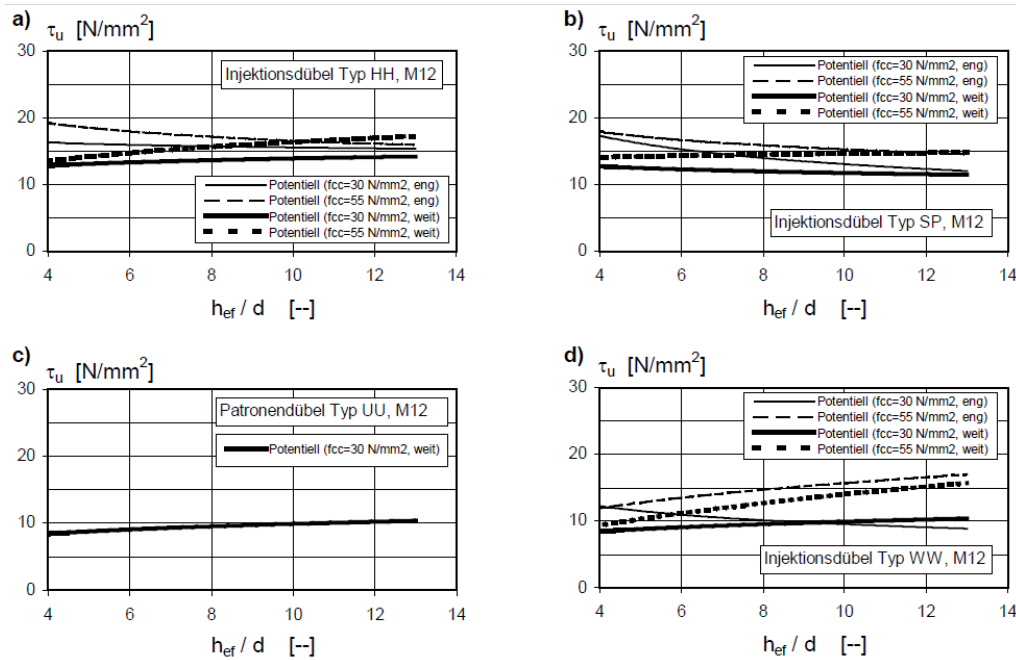 a)
τu [N/mm²]
30
20
10
0
Injektionsdübel Typ HH, M12
Potentiell (fcc=30 N/mm2, eng)
Potentiell (fcc=55 N/mm2, eng)
Potentiell (fcc=30 N/mm2, weit)
Potentiell (fcc=55 N/mm2, weit)
4 6 8 10 12 14
hef / d [--]
b)
τu [N/mm²]
30
20
10
0
Potentiell (fcc=30 N/mm2, eng)
Potentiell (fcc=55 N/mm2, eng)
Potentiell (fcc=30 N/mm2, weit)
Potentiell (fcc=55 N/mm2, weit)
Injektionsdübel Typ SP, M12
4 6 8 10 12 14
hef / d [--]
c)
τu [N/mm²]
30
20
10
0
Patronendübel Typ UU, M12
Potentiell (fcc=30 N/mm2, weit)
4 6 8 10 12 14
hef / d [--]
d)
τu [N/mm²]
30
20
10
0
Potentiell (fcc=30 N/mm2, eng)
Potentiell (fcc=55 N/mm2, eng)
Potentiell (fcc=30 N/mm2, weit)
Potentiell (fcc=55 N/mm2, weit)
Injektionsdübel Typ WW, M12
4 6 8 10 12 14
hef / d [--]